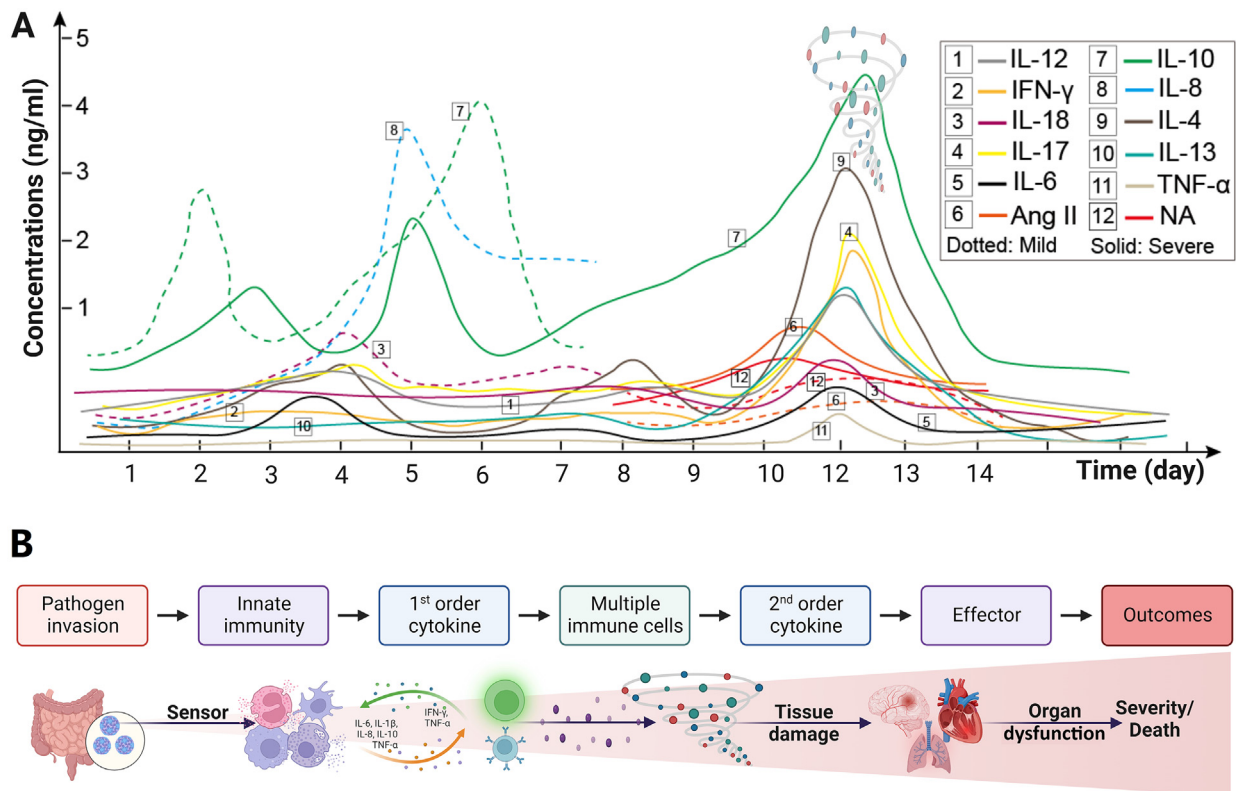 A
Concentrations (ng/ml)
5
4
3
2
1
1 IL-12
2 IFN-γ
3 IL-18
4 IL-17
5 IL-6
6 Ang II
7 IL-10
8 IL-8
9 IL-4
10 IL-13
11 TNF-α
12 NA
Dotted: Mild Solid: Severe
8
7
3
2
10
1
7
9
4
6
12
12
3
6
5
11
1 2 3 4 5 6 7 8 9 10 12 13 14
Time (day)
B
Pathogen
invasion
Innate
immunity
1st order
cytokine
Multiple
immune cells
2nd order
cytokine
Effector
Outcomes
Sensor
IL-6, IL-1β,
IL-8, IL-10
TNF-α
IFN-γ,
TNF-α
Tissue
damage
Organ
dysfunction
Severity/
Death